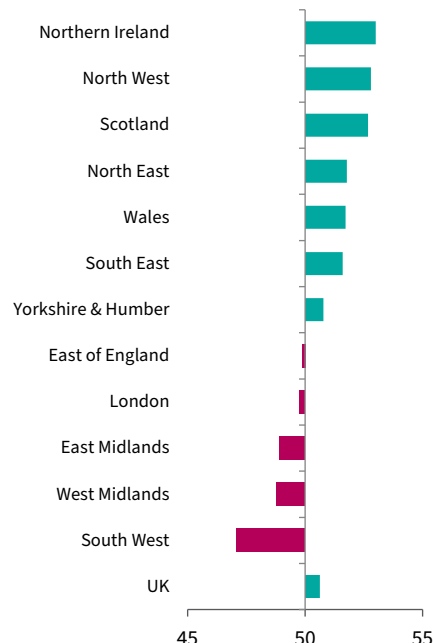 Northern Ireland
North West
Scotland
North East
Wales
South East
Yorkshire & Humber
East of England
London
East Midlands
West Midlands
South West
UK
45 50 55